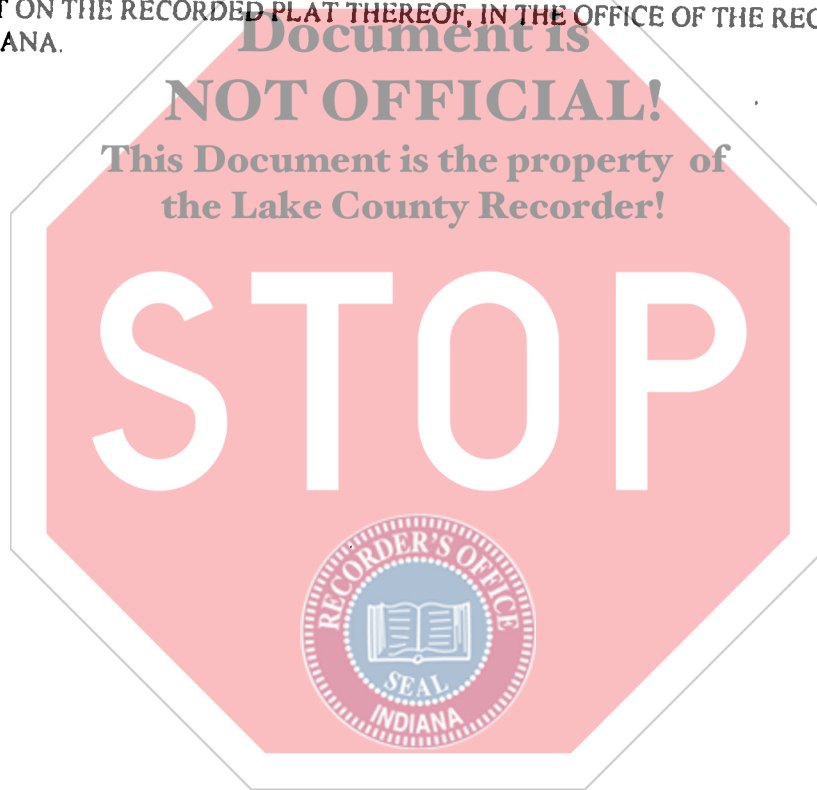 T ON THE RECORDED PLAT THEREOF, IN THE OFFICE OF THE REC
ANA.
Document is
NOT OFFICIAL!
This Document is the property of
the Lake County Recorder!
STOP
RECORDER'S OFFICE
SEAL
INDIANA